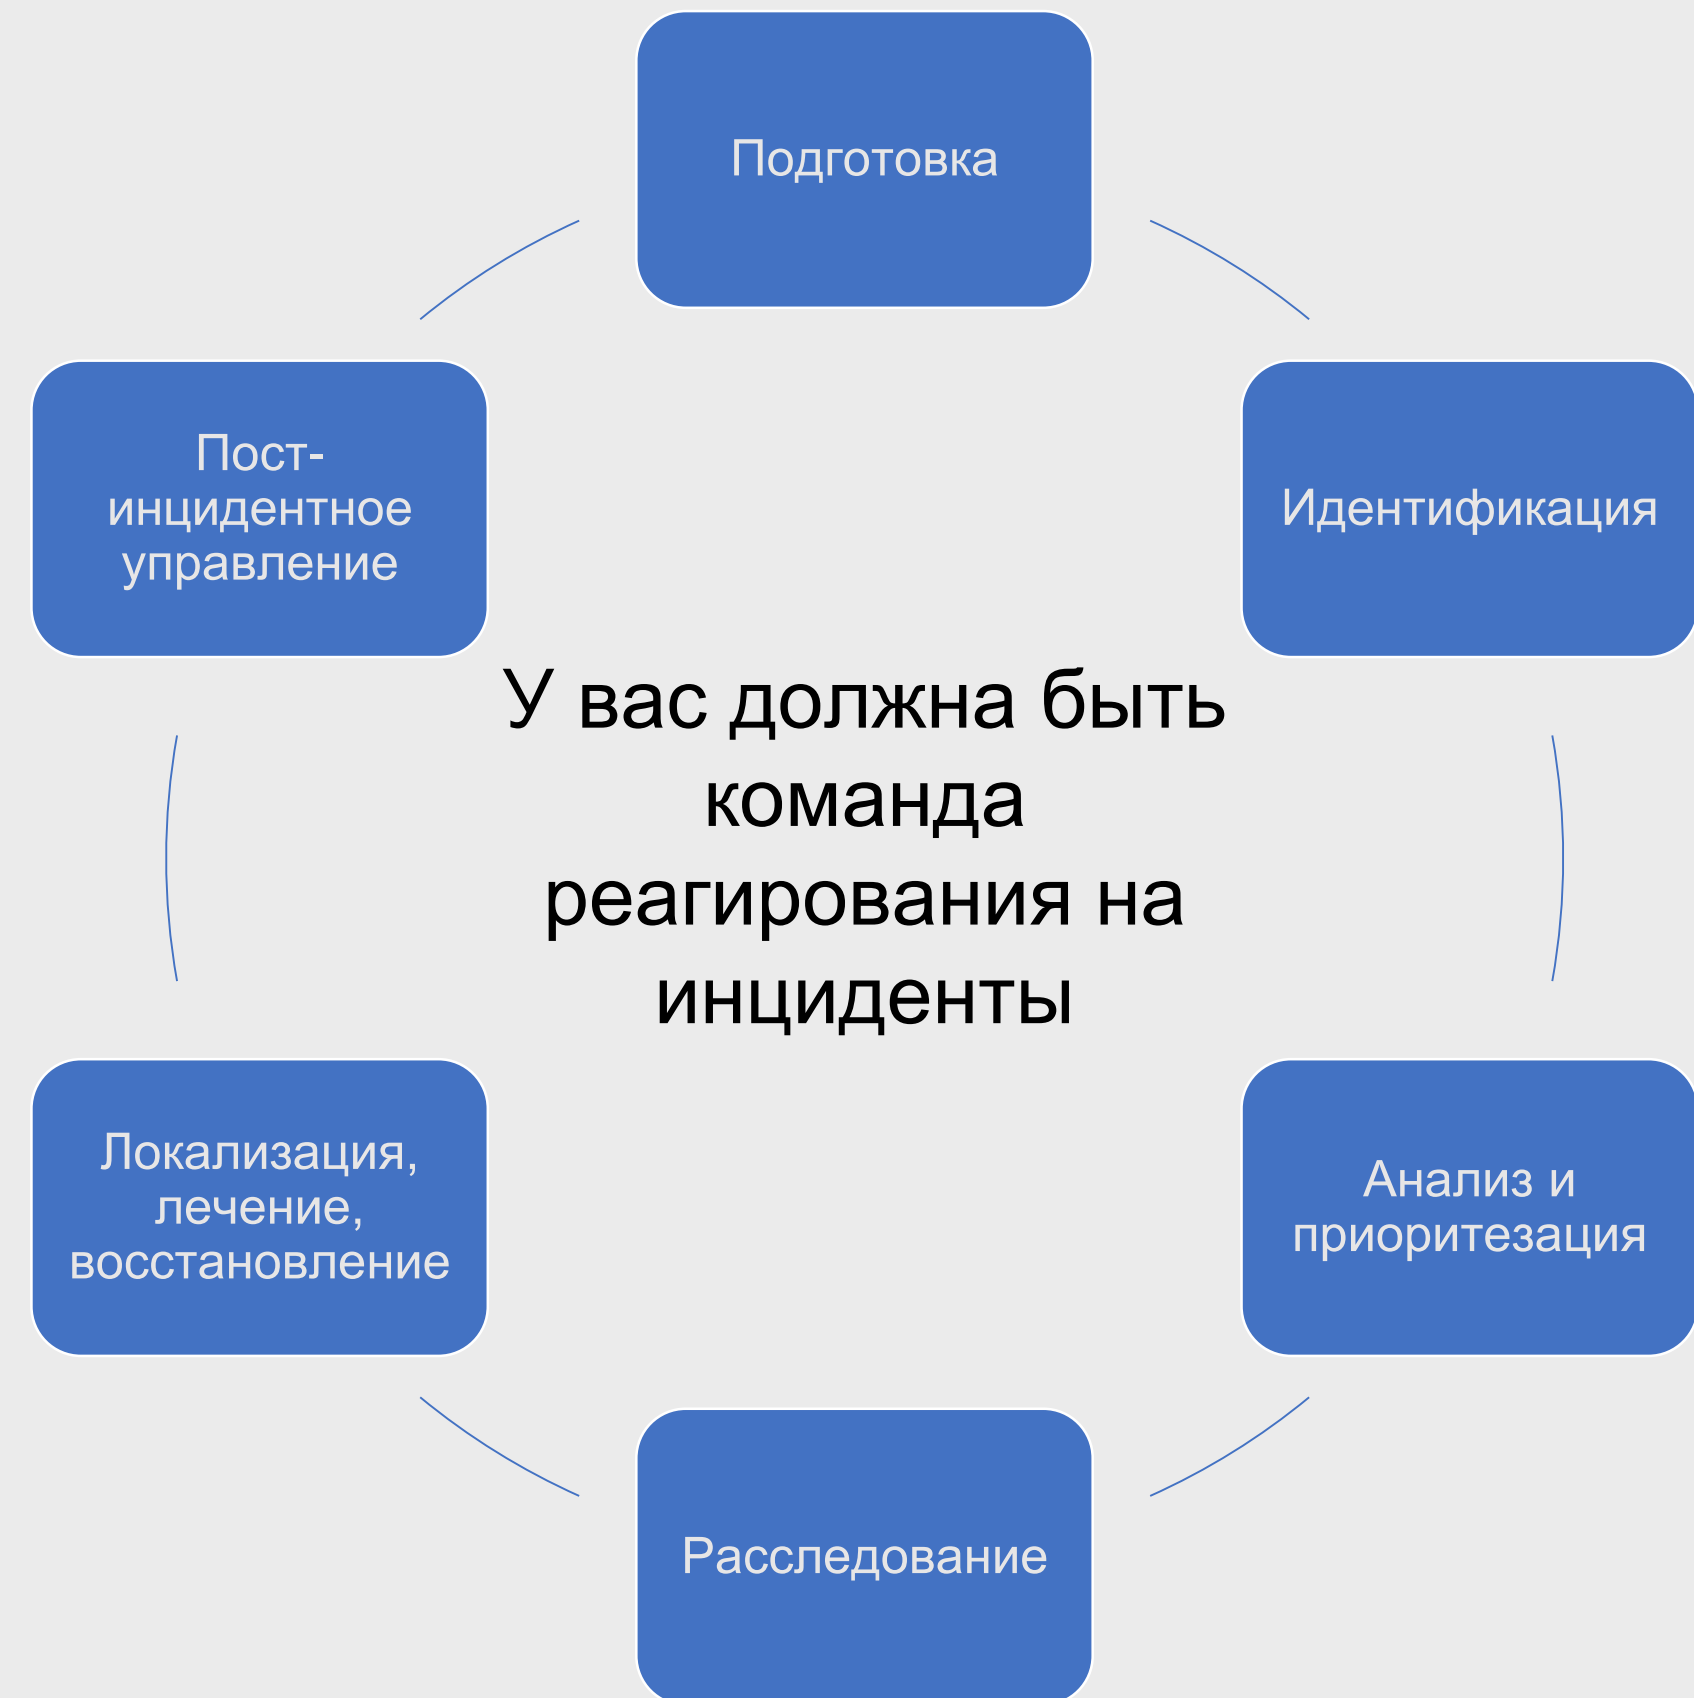 Подготовка
Идентификация
Анализ и
приоритезация
Расследование
Локализация,
лечение,
восстановление
Пост-
инцидентное
управление
У вас должна быть
команда
реагирования на
инциденты